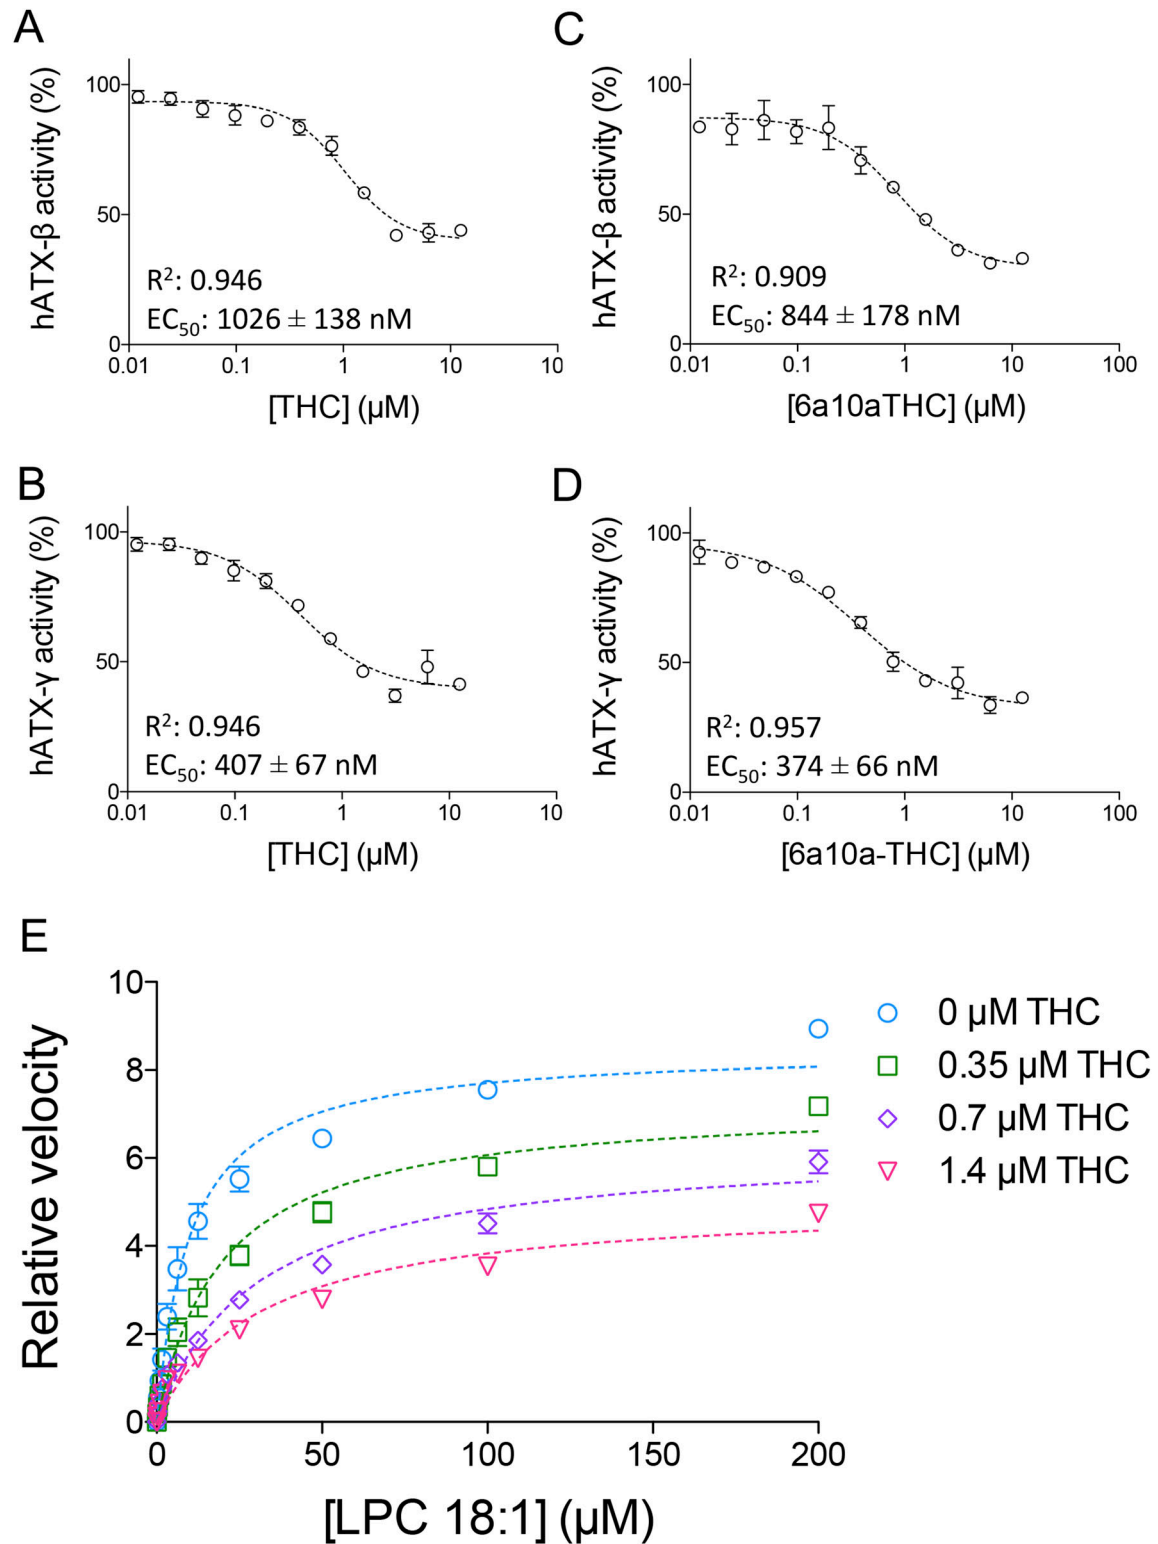 A
hATX-β activity (%)
100
50
0
R²: 0.946
EC₅₀: 1026 ± 138 nM
0.01 0.1 1 10 10
[THC] (µM)
C
hATX-β activity (%)
100
50
0
R²: 0.909
EC₅₀: 844 ± 178 nM
0.01 0.1 1 10 100
[6a10aTHC] (µM)
B
hATX-γ activity (%)
100
50
0
R²: 0.946
EC₅₀: 407 ± 67 nM
0.01 0.1 1 10 10
[THC] (µM)
D
hATX-γ activity (%)
100
50
0
R²: 0.957
EC₅₀: 374 ± 66 nM
0.01 0.1 1 10 100
[6a10a-THC] (µM)
E
Relative velocity
10
8
6
4
2
0
0 50 100 150 200
[LPC 18:1] (µM)
0 µM THC
0.35 µM THC
0.7 µM THC
1.4 µM THC